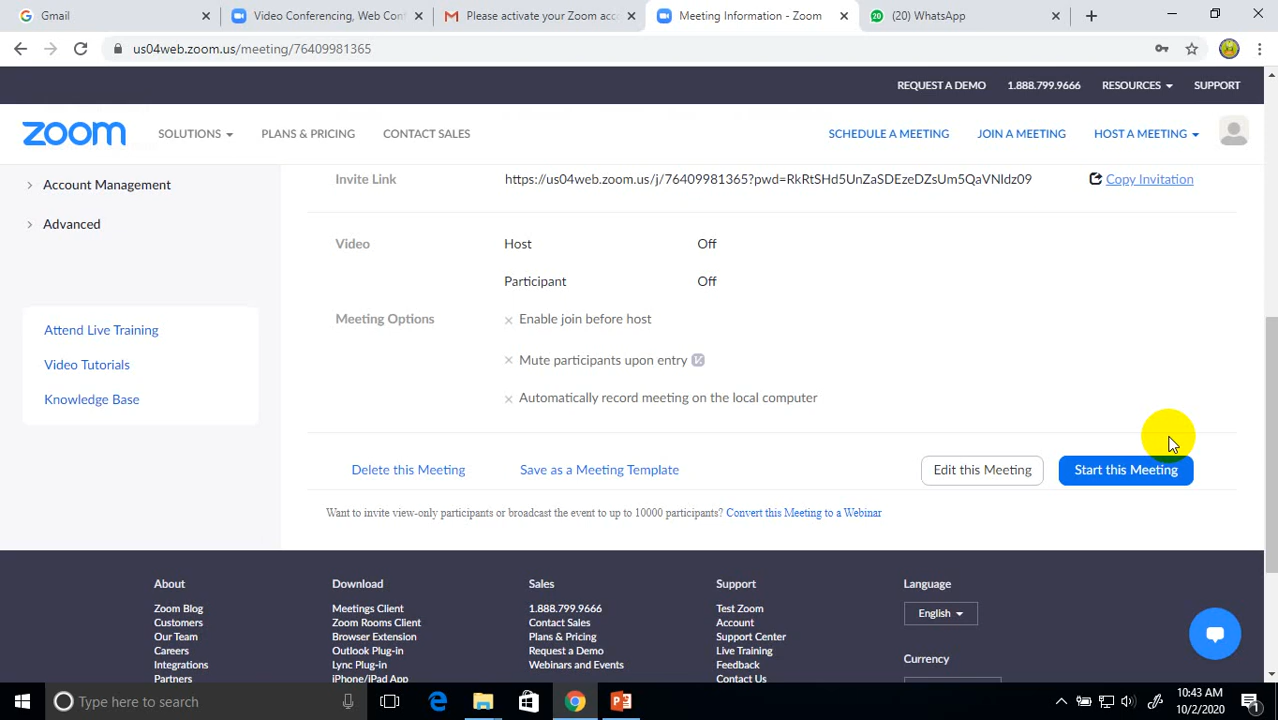 Gmail
Video Conferencing, Web Conf
Please activate your Zoom acco
Meeting Information - Zoom
(20) WhatsApp
us04web.zoom.us/meeting/76409981365
REQUEST A DEMO 1.888.799.9666 RESOURCES SUPPORT
zoom SOLUTIONS PLANS & PRICING CONTACT SALES SCHEDULE A MEETING JOIN A MEETING HOST A MEETING
Account Management
Advanced
Attend Live Training
Video Tutorials
Knowledge Base
Invite Link https://us04web.zoom.us/j/76409981365?pwd=RkRtSHd5UnZaSDEzeDZsUm5QaVNIdz09 Copy Invitation
Video Host Off
Participant Off
Meeting Options Enable join before host
Mute participants upon entry
Automatically record meeting on the local computer
Delete this Meeting Save as a Meeting Template Edit this Meeting Start this Meeting
Want to invite view-only participants or broadcast the event to up to 10000 participants? Convert this Meeting to a Webinar
About
Zoom Blog
Customers
Our Team
Careers
Integrations
Partners
Download
Meetings Client
Zoom Rooms Client
Browser Extension
Outlook Plug-in
Lync Plug-in
iPhone/iPad App
Sales
1.888.799.9666
Contact Sales
Plans & Pricing
Request a Demo
Webinars and Events
Support
Test Zoom
Account
Support Center
Live Training
Feedback
Contact Us
Language
English
Currency
Type here to search
10:43 AM
10/2/2020